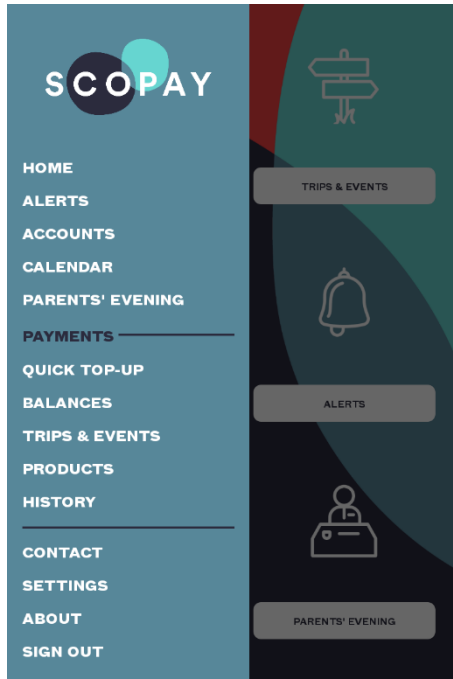 SCOPAY
HOME
ALERTS
ACCOUNTS
CALENDAR
PARENTS' EVENING
PAYMENTS
QUICK TOP-UP
BALANCES
TRIPS & EVENTS
PRODUCTS
HISTORY
CONTACT
SETTINGS
ABOUT
SIGN OUT
TRIPS & EVENTS
ALERTS
PARENTS' EVENING